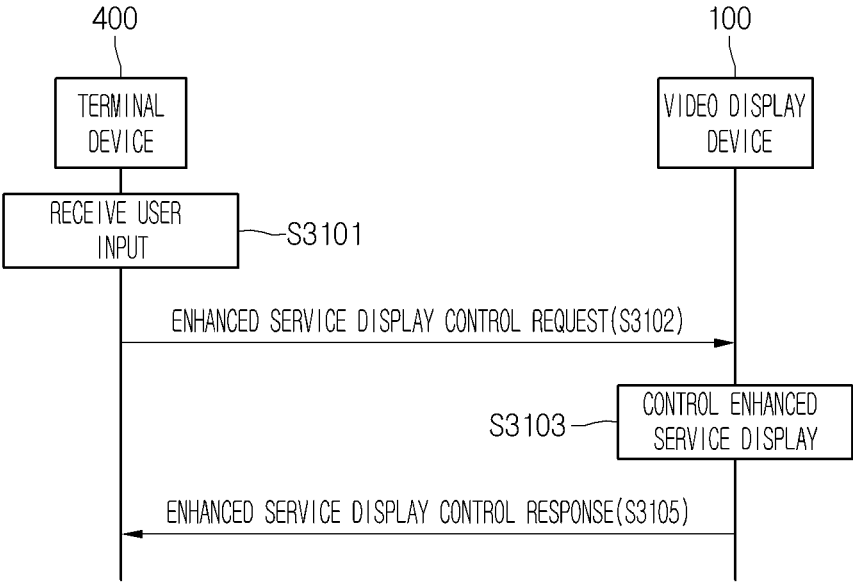 400
100
TERMINAL
DEVICE
VIDEO DISPLAY
DEVICE
RECEIVE USER
INPUT
S3101
ENHANCED SERVICE DISPLAY CONTROL REQUEST(S3102)
S3103
CONTROL ENHANCED
SERVICE DISPLAY
ENHANCED SERVICE DISPLAY CONTROL RESPONSE(S3105)